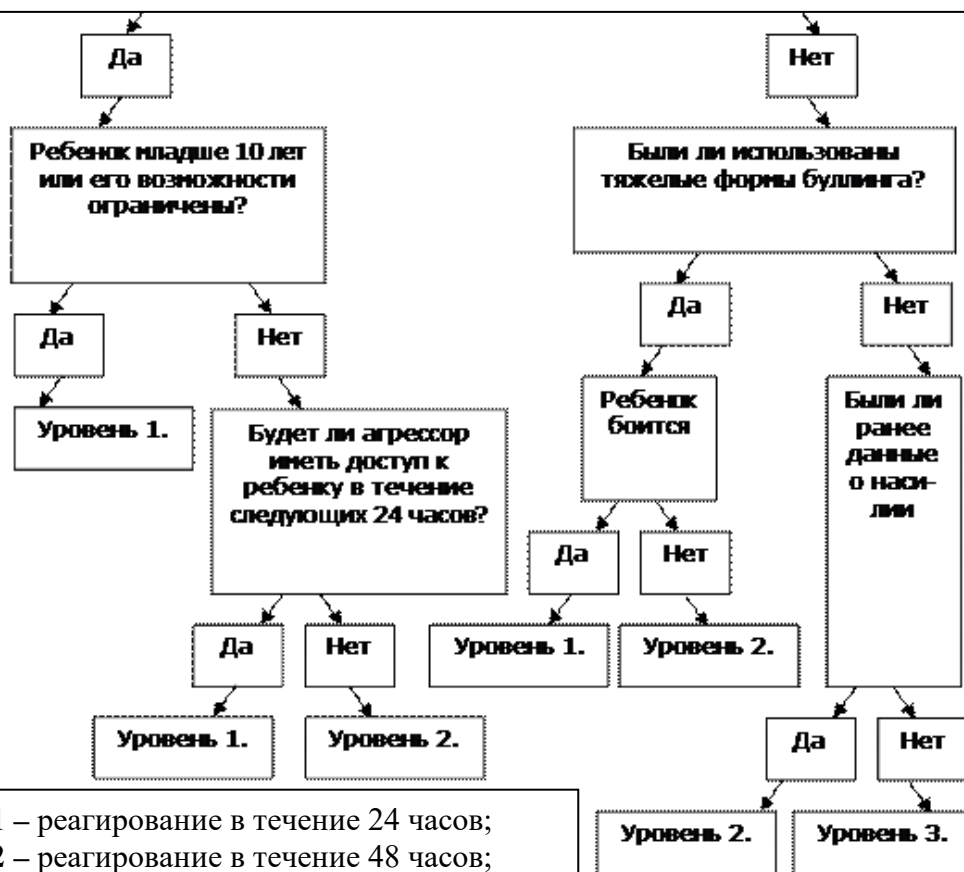 Да
Нет
Ребенок младше 10 лет
или его возможности
ограничены?
Были ли использованы
тяжелые формы буллинга?
Да
Нет
Да
Нет
Уровень 1.
Будет ли агрессор
иметь доступ к
ребенку в течение
следующих 24 часов?
Ребенок
боится
Были ли
ранее
данные
о наси-
лии
Да
Нет
Уровень 1.
Уровень 2.
Да
Нет
Уровень 1.
Уровень 2.
Да
Нет
Уровень 2.
Уровень 3.
1 – реагирование в течение 24 часов;
2 – реагирование в течение 48 часов;